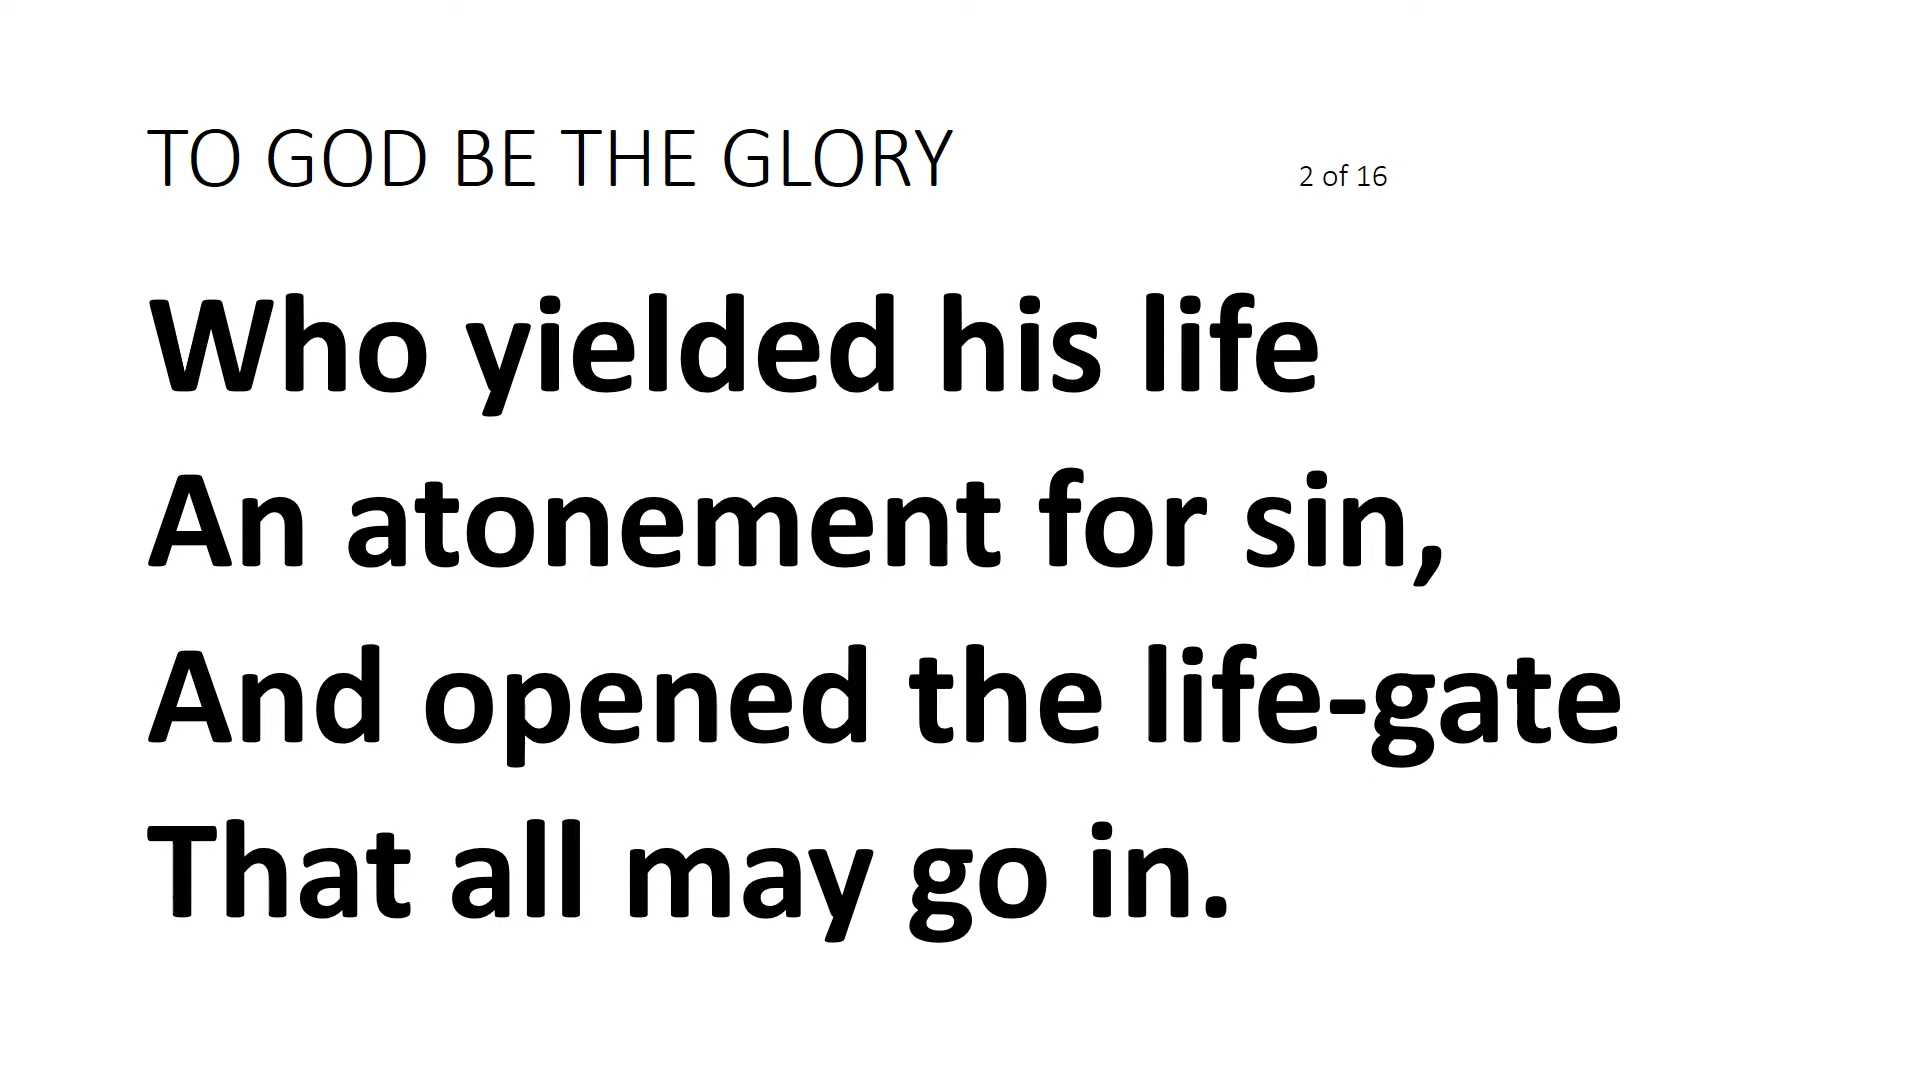 TO GOD BE THE GLORY 2 of 16
Who yielded his life
An atonement for sin,
And opened the life-gate
That all may go in.